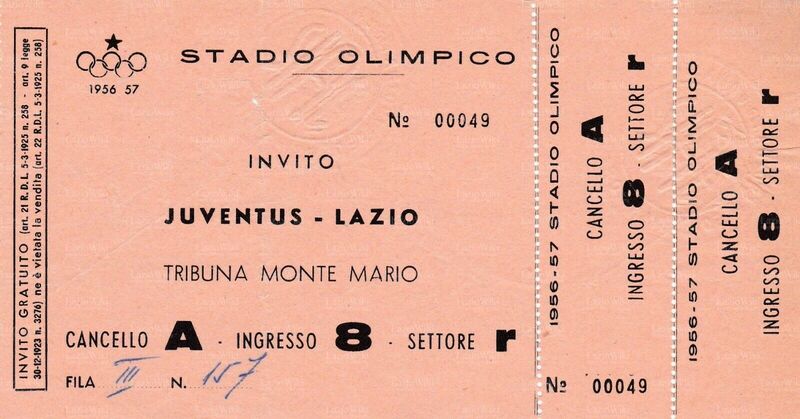 INVITO GRATUITO (art. 21 R.D.L. 5-3-1925 n. 258 - art. 9 legge
30-12-1923 n. 3276) ne è vietata la vendita (art. 22 R.D.L. 5-3-1925 n. 258)
1956 57
STADIO OLIMPICO
№ 00049
INVITO
JUVENTUS - LAZIO
TRIBUNA MONTE MARIO
CANCELLO A - INGRESSO 8 - SETTORE r
FILA III N. 157
1956-57 STADIO OLIMPICO
CANCELLO A
INGRESSO 8 - SETTORE r
№ 00049
1956-57 STADIO OLIMPICO
CANCELLO A
INGRESSO 8 - SETTORE r